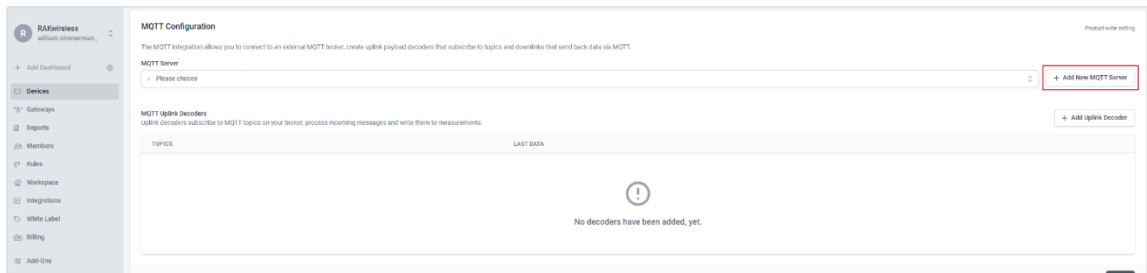 R
RAKwireless
+ Add Dashboard
Devices
Gateways
Reports
Members
Rules
Workspace
Integrations
White Label
Billing
Add-Ons
MQTT Configuration
Product-wide setting
The MQTT integration allows you to connect to an external MQTT broker, create uplink payload decoders that subscribe to topics and downlinks that send back data via MQTT.
MQTT Server
Please choose
+ Add New MQTT Server
MQTT Uplink Decoders
Uplink decoders subscribe to MQTT topics on your broker, process incoming messages and write them to measurements.
+ Add Uplink Decoder
TOPICS LAST DATA
No decoders have been added, yet.